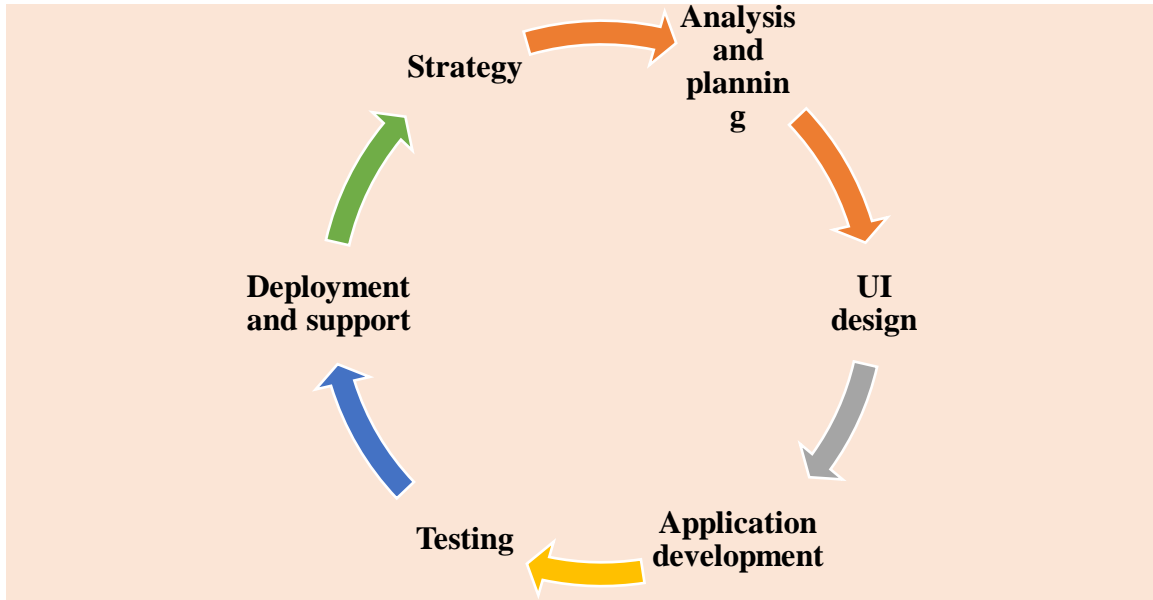 Strategy
Analysis
and
plannin
g
UI
design
Application
development
Testing
Deployment
and support